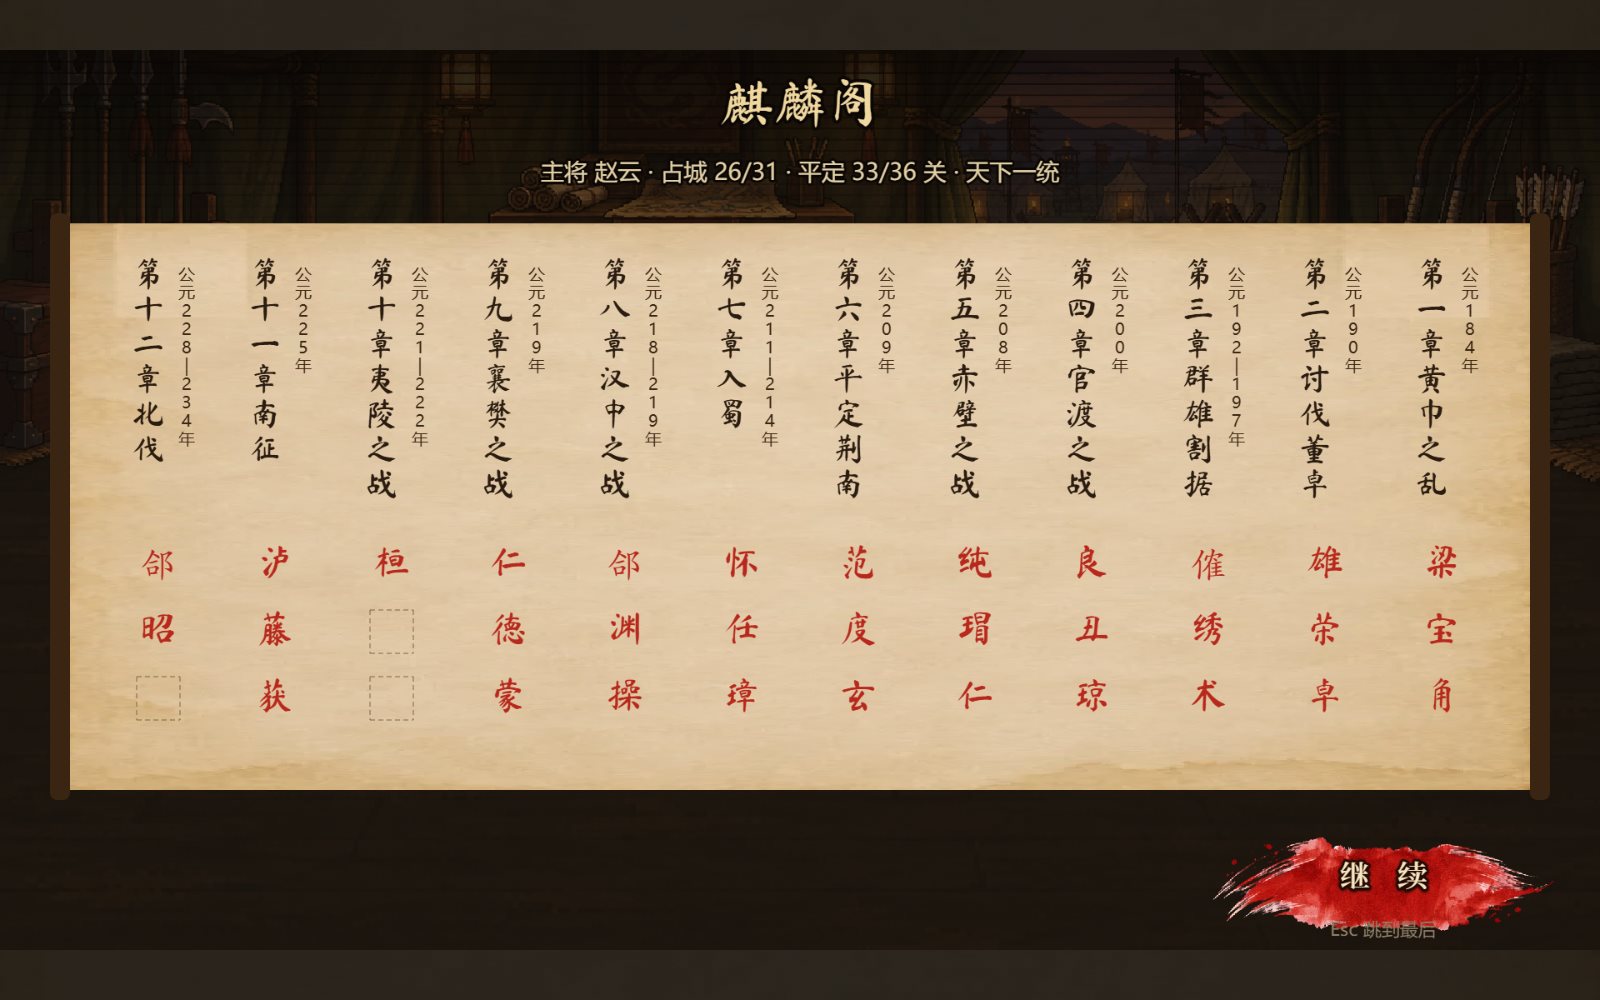 麒麟阁
主将 赵云 · 占城 26/31 · 平定 33/36 关 · 天下一统
公元184年
第一章黄巾之乱
梁
宝
角
公元190年
第二章讨伐董卓
雄
荣
卓
公元192—197年
第三章群雄割据
傕
绣
术
公元200年
第四章官渡之战
良
丑
琼
公元208年
第五章赤壁之战
纯
瑁
仁
公元209年
第六章平定荆南
范
度
玄
公元211—214年
第七章入蜀
怀
任
璋
公元218—219年
第八章汉中之战
郃
渊
操
公元219年
第九章襄樊之战
仁
德
蒙
公元221—222年
第十章夷陵之战
桓
公元225年
第十一章南征
泸
藤
获
公元228—234年
第十二章北伐
郃
昭
继 续
Esc 跳到最后